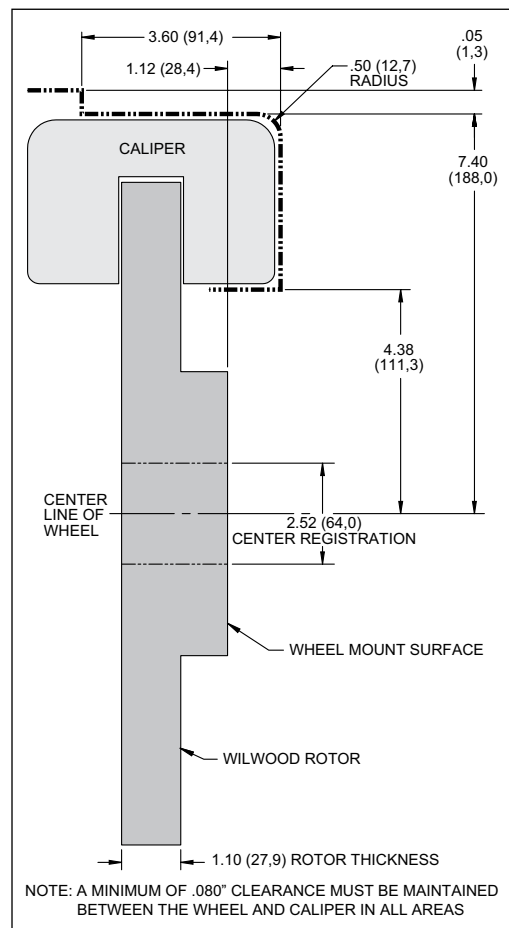 3.60 (91,4)
.05
(1,3)
1.12 (28,4)
.50 (12,7)
RADIUS
CALIPER
7.40
(188,0)
4.38
(111,3)
CENTER
LINE OF
WHEEL
2.52 (64,0)
CENTER REGISTRATION
WHEEL MOUNT SURFACE
WILWOOD ROTOR
1.10 (27,9) ROTOR THICKNESS
NOTE: A MINIMUM OF .080" CLEARANCE MUST BE MAINTAINED
BETWEEN THE WHEEL AND CALIPER IN ALL AREAS